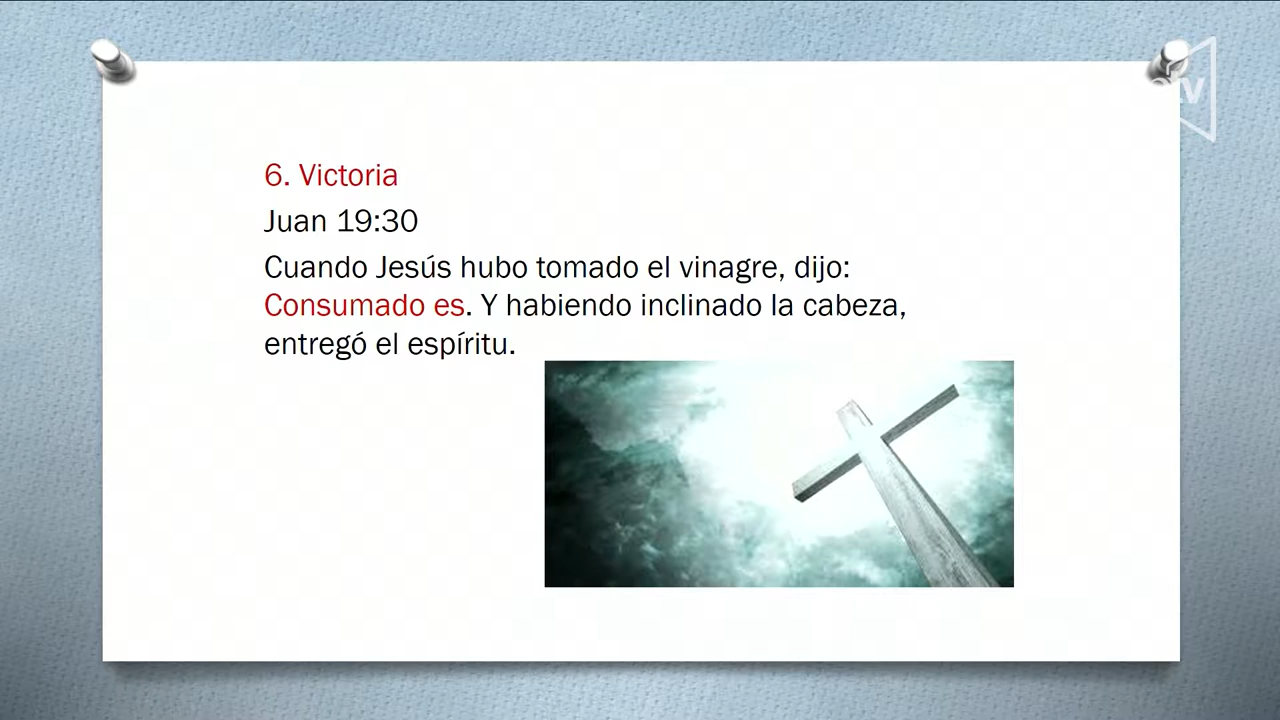 6. Victoria
Juan 19:30
Cuando Jesús hubo tomado el vinagre, dijo:
Consumado es. Y habiendo inclinado la cabeza,
entregó el espíritu.